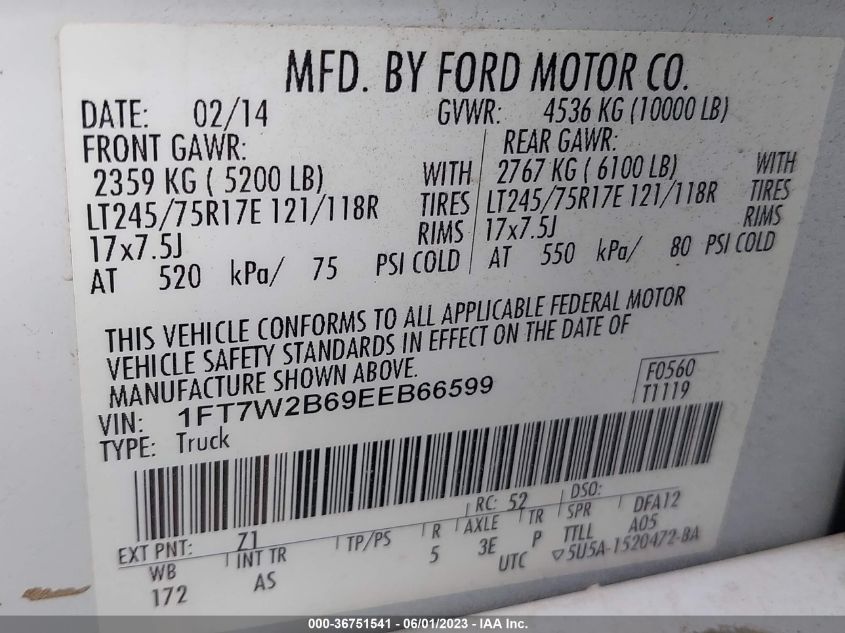 MFD. BY FORD MOTOR CO.
DATE: 02/14 GVWR: 4536 KG (10000 LB)
FRONT GAWR: REAR GAWR:
2359 KG ( 5200 LB) WITH 2767 KG ( 6100 LB) WITH
LT245/75R17E 121/118R TIRES LT245/75R17E 121/118R TIRES
17x7.5J RIMS 17x7.5J RIMS
AT 520 kPa/ 75 PSI COLD AT 550 kPa/ 80 PSI COLD
THIS VEHICLE CONFORMS TO ALL APPLICABLE FEDERAL MOTOR
VEHICLE SAFETY STANDARDS IN EFFECT ON THE DATE OF
MANUFACTURE SHOWN ABOVE.
F0560
T1119
VIN: 1FT7W2B69EEB66599
TYPE: Truck
EXT PNT: Z1 RC: 52 DSO:
WB INT TR TP/PS R AXLE TR SPR DFA12
172 AS 5 3E P TTLL A05
UTC ▽5U5A-1520472-BA
000-36751541 - 06/01/2023 - IAA Inc.